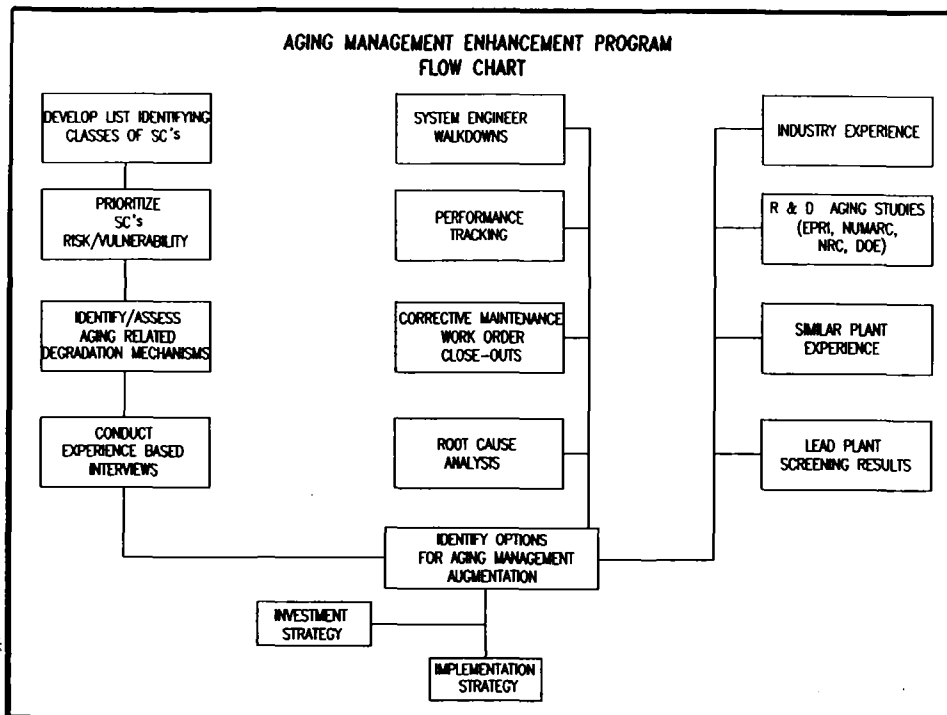 AGING MANAGEMENT ENHANCEMENT PROGRAM
FLOW CHART
DEVELOP LIST IDENTIFYING
CLASSES OF SC's
PRIORITIZE
SC's
RISK/VULNERABILITY
IDENTIFY/ASSESS
AGING RELATED
DEGRADATION MECHANISMS
CONDUCT
EXPERIENCE BASED
INTERVIEWS
SYSTEM ENGINEER
WALKDOWNS
PERFORMANCE
TRACKING
CORRECTIVE MAINTENANCE
WORK ORDER
CLOSE-OUTS
ROOT CAUSE
ANALYSIS
INDUSTRY EXPERIENCE
R & D AGING STUDIES
(EPRI, NUMARC,
NRC, DOE)
SIMILAR PLANT
EXPERIENCE
LEAD PLANT
SCREENING RESULTS
IDENTIFY OPTIONS
FOR AGING MANAGEMENT
AUGMENTATION
INVESTMENT
STRATEGY
IMPLEMENTATION
STRATEGY